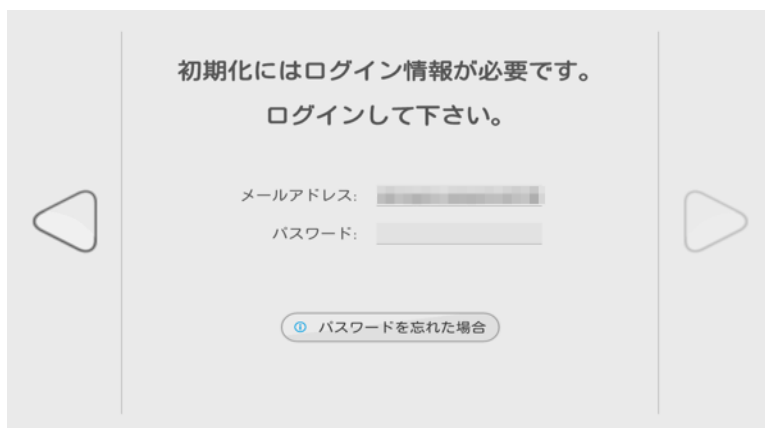 初期化にはログイン情報が必要です。
ログインして下さい。
メールアドレス:
パスワード:
パスワードを忘れた場合